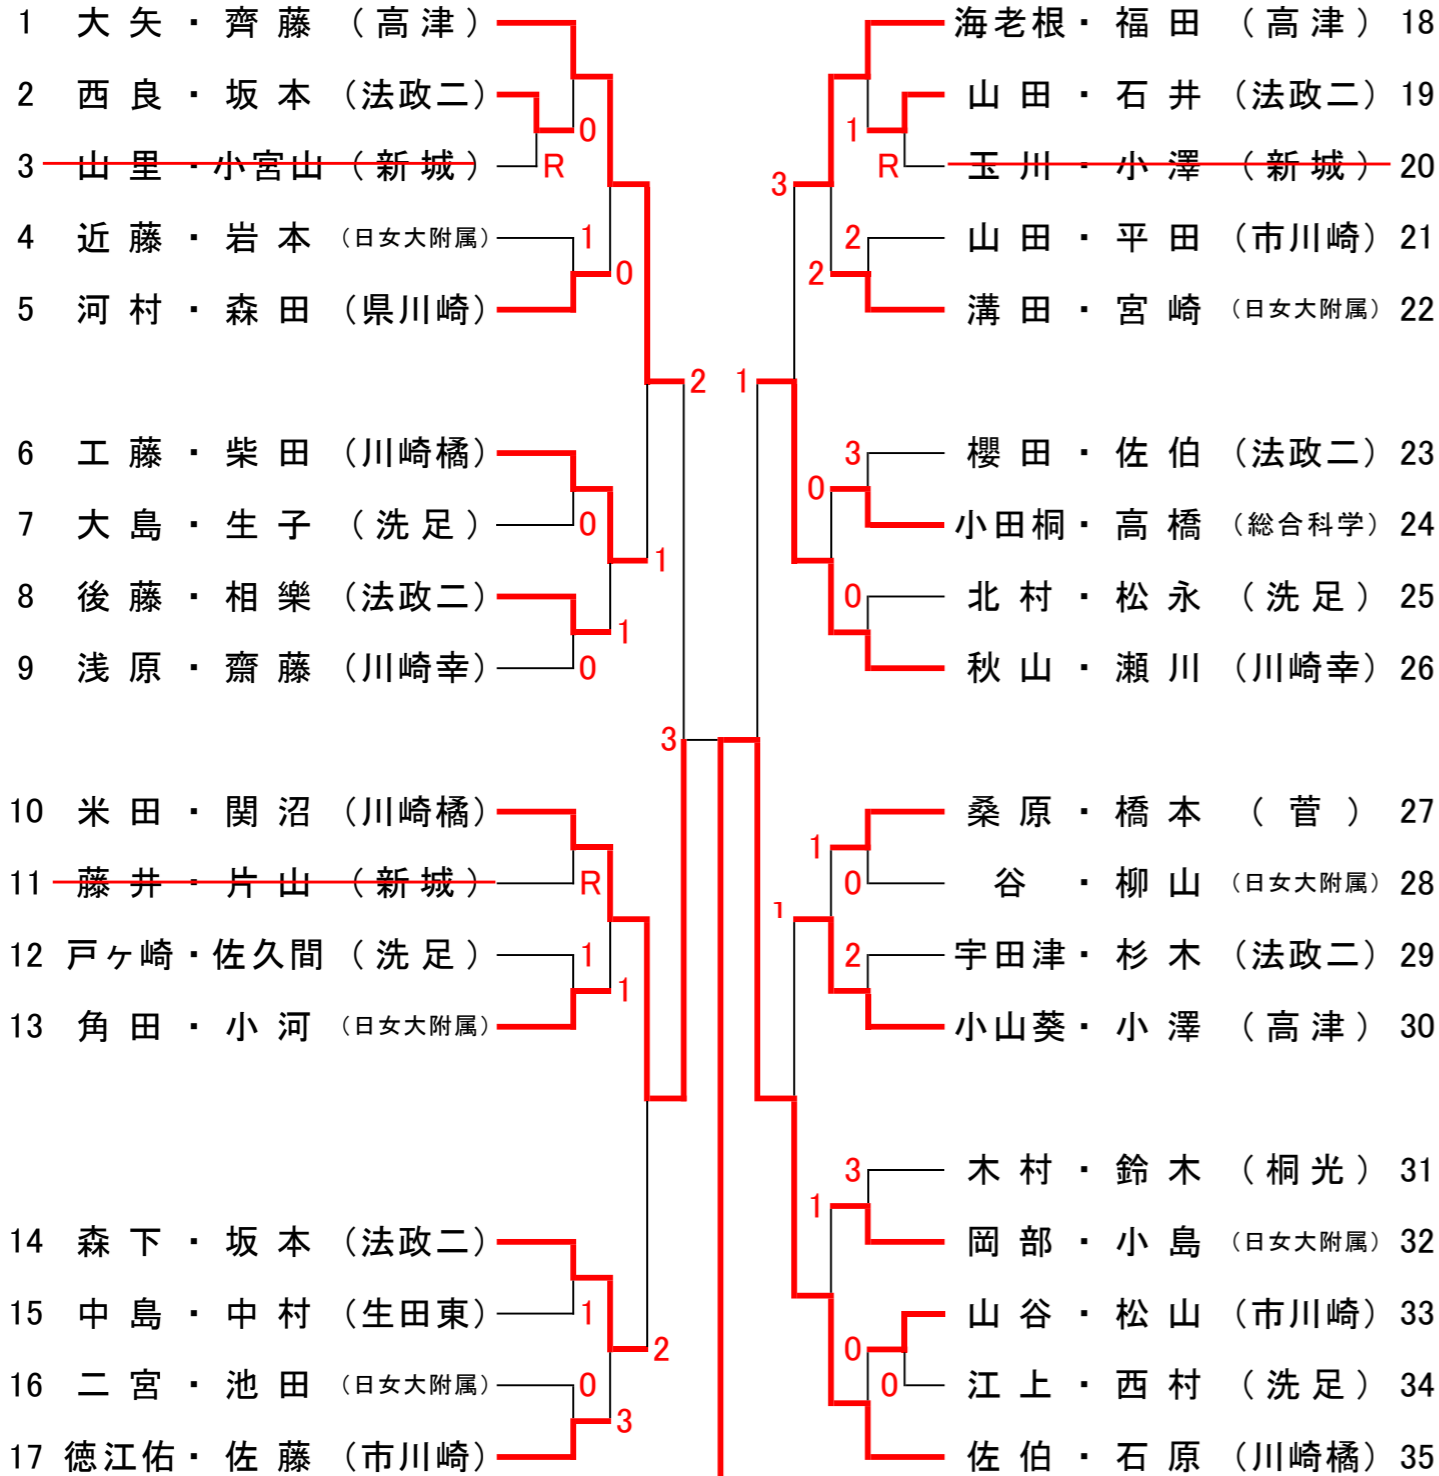 1 大矢・齊藤 （高津）
2 西良・坂本 （法政二）
0
3 山里・小宮山 （新城）
R
4 近藤・岩本 （日女大附属）
1
0
5 河村・森田 （県川崎）
2
6 工藤・柴田 （川崎橘）
7 大島・生子 （洗足）
0
1
8 後藤・相樂 （法政二）
1
9 浅原・齋藤 （川崎幸）
0
3
10 米田・関沼 （川崎橘）
11 藤井・片山 （新城）
R
12 戸ヶ崎・佐久間 （洗足）
1
1
13 角田・小河 （日女大附属）
14 森下・坂本 （法政二）
15 中島・中村 （生田東）
1
2
16 二宮・池田 （日女大附属）
0
3
17 徳江佑・佐藤 （市川崎）
海老根・福田 （高津） 18
山田・石井 （法政二） 19
1
玉川・小澤 （新城） 20
R
3
山田・平田 （市川崎） 21
2
2
溝田・宮崎 （日女大附属） 22
1
櫻田・佐伯 （法政二） 23
3
0
小田桐・高橋 （総合科学） 24
北村・松永 （洗足） 25
0
秋山・瀬川 （川崎幸） 26
桑原・橋本 （菅） 27
1
谷・柳山 （日女大附属） 28
0
1
宇田津・杉木 （法政二） 29
2
小山葵・小澤 （高津） 30
木村・鈴木 （桐光） 31
3
1
岡部・小島 （日女大附属） 32
山谷・松山 （市川崎） 33
0
江上・西村 （洗足） 34
0
佐伯・石原 （川崎橘） 35